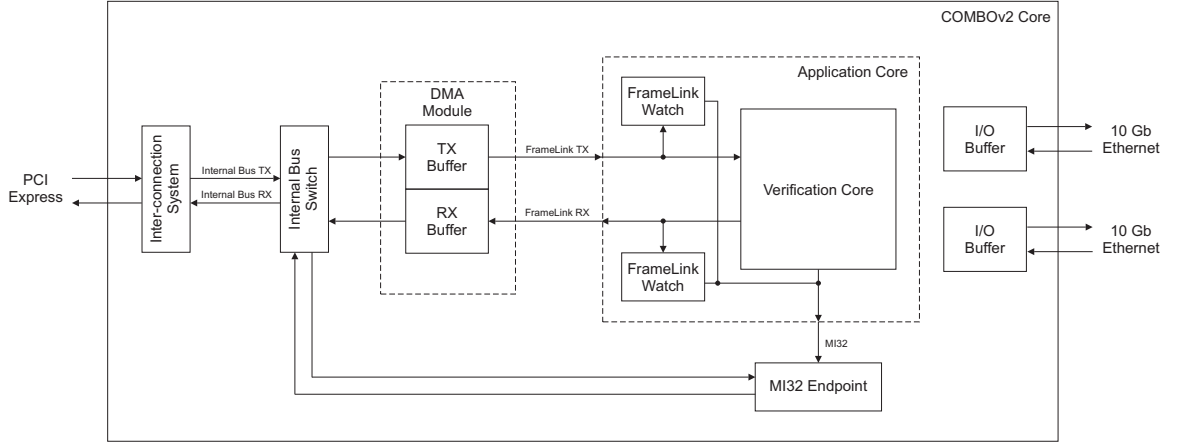 COMBOv2 Core
Application Core
DMA
Module
FrameLink
Watch
TX
Buffer
FrameLink TX
I/O
Buffer
10 Gb
Ethernet
PCI
Express
Inter-connection
System
Internal Bus TX
Internal Bus RX
Internal Bus
Switch
Verification Core
RX
Buffer
FrameLink RX
I/O
Buffer
10 Gb
Ethernet
FrameLink
Watch
MI32
MI32 Endpoint